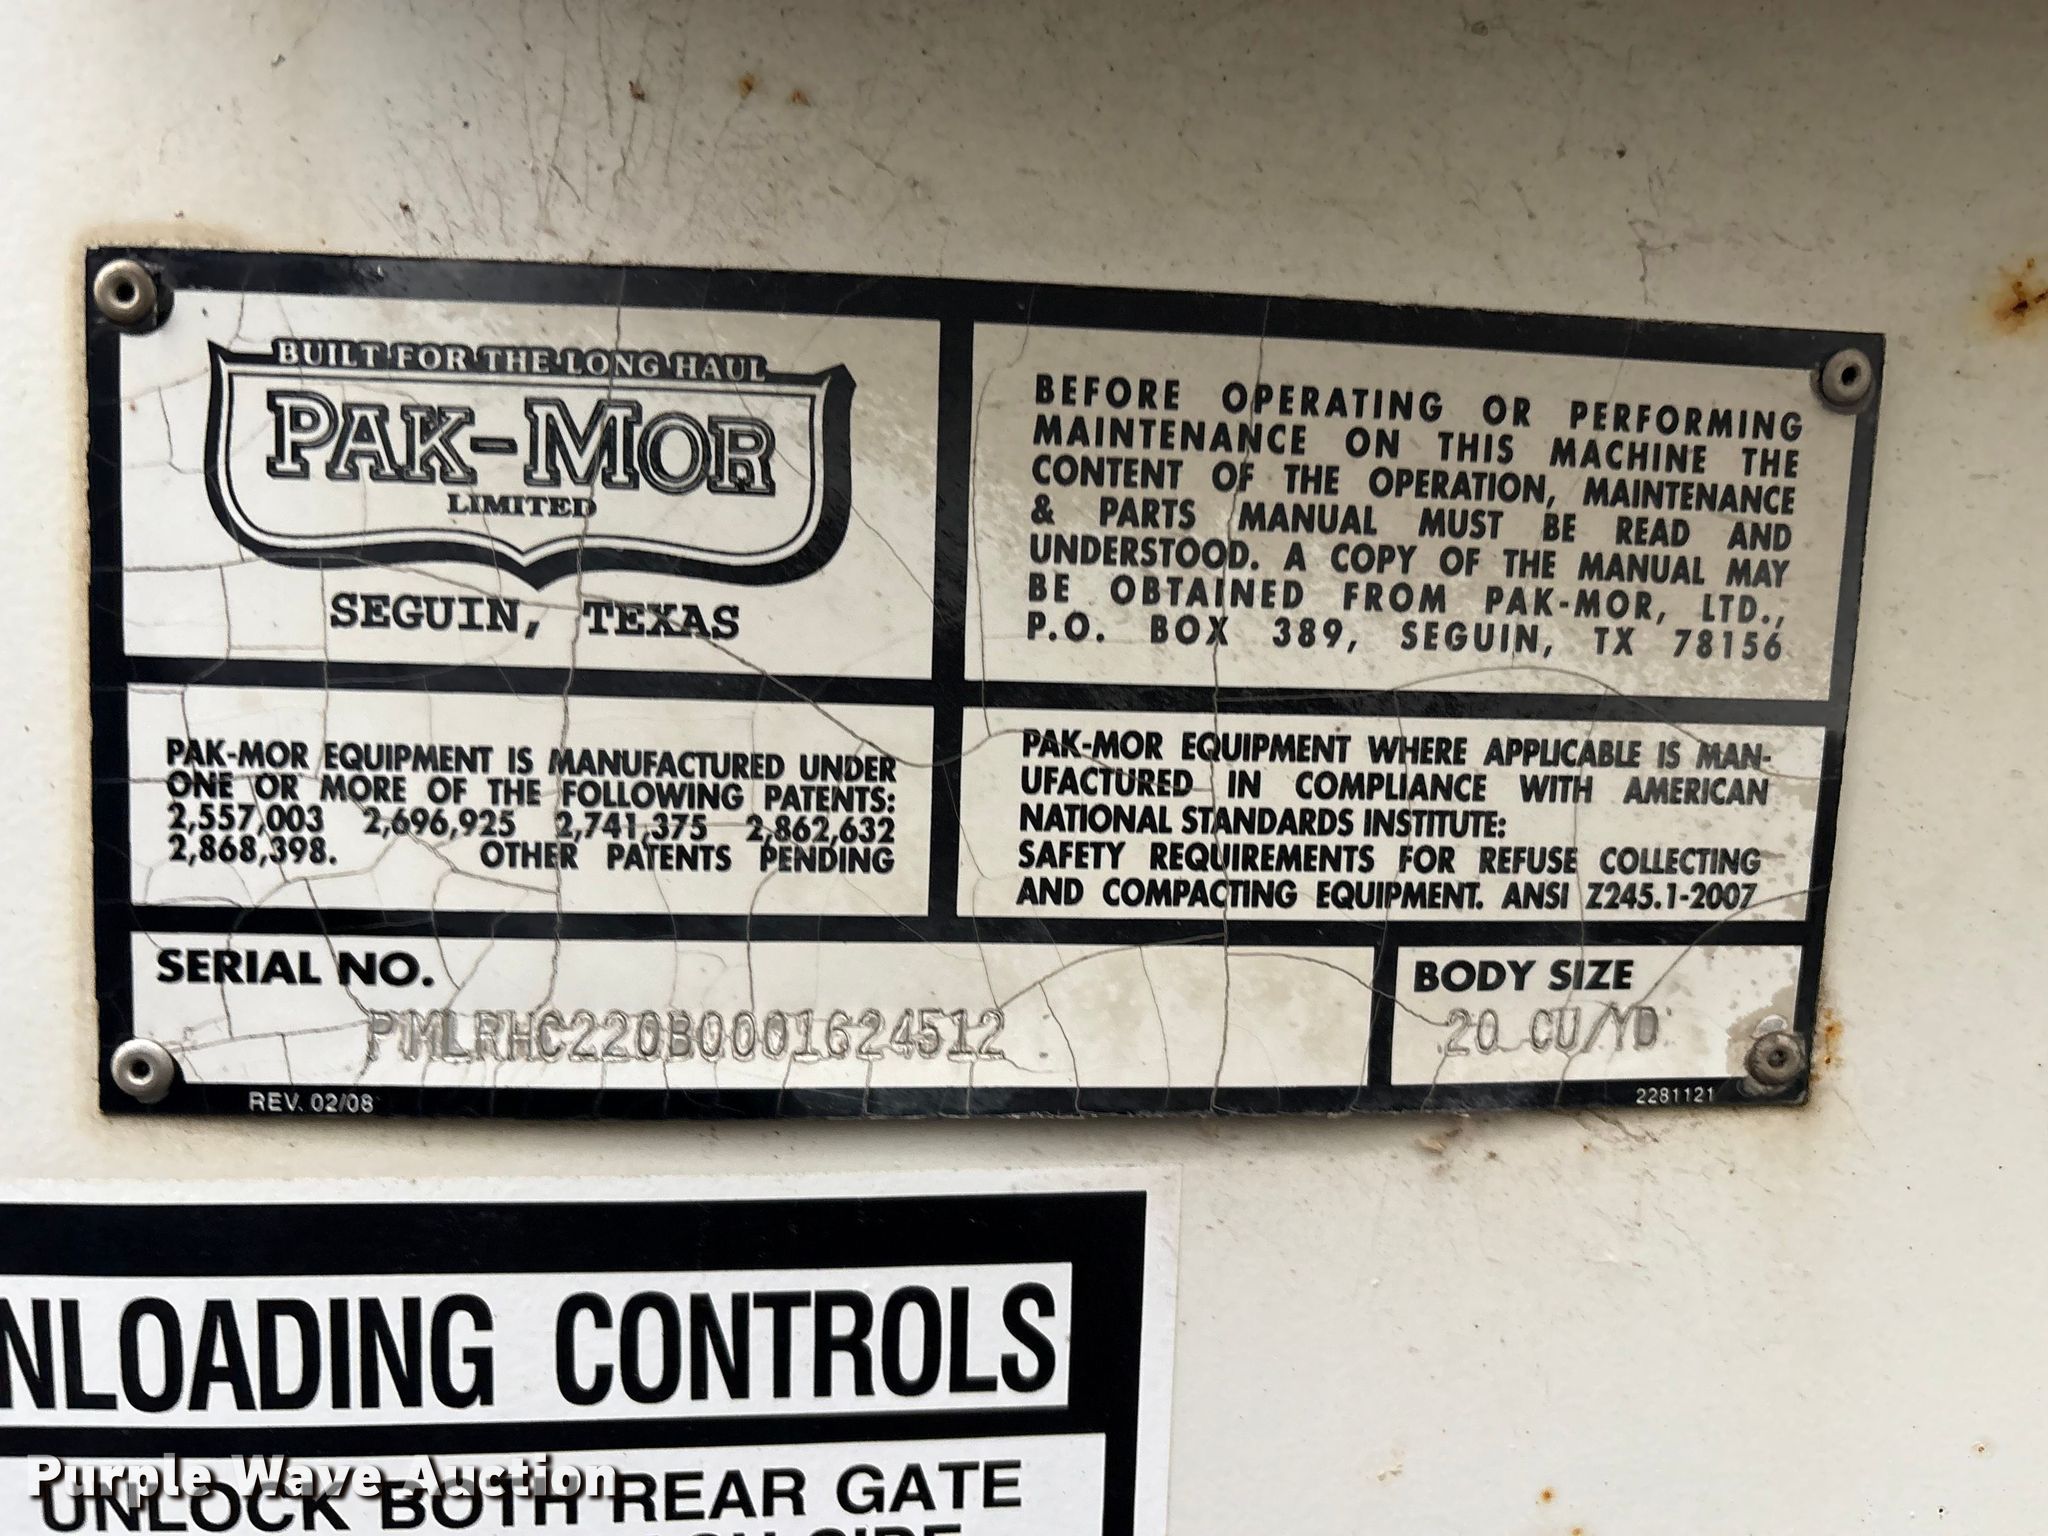 BUILT FOR THE LONG HAUL
PAK-MOR
LIMITED
SEGUIN, TEXAS
BEFORE OPERATING OR PERFORMING
MAINTENANCE ON THIS MACHINE THE
CONTENT OF THE OPERATION, MAINTENANCE
& PARTS MANUAL MUST BE READ AND
UNDERSTOOD. A COPY OF THE MANUAL MAY
BE OBTAINED FROM PAK-MOR, LTD.,
P.O. BOX 389, SEGUIN, TX 78156
PAK-MOR EQUIPMENT IS MANUFACTURED UNDER
ONE OR MORE OF THE FOLLOWING PATENTS:
2,557,003 2,696,925 2,741,375 2,862,632
2,868,398. OTHER PATENTS PENDING
PAK-MOR EQUIPMENT WHERE APPLICABLE IS MAN-
UFACTURED IN COMPLIANCE WITH AMERICAN
NATIONAL STANDARDS INSTITUTE:
SAFETY REQUIREMENTS FOR REFUSE COLLECTING
AND COMPACTING EQUIPMENT. ANSI Z245.1-2007
SERIAL NO.
PMLRHC220B0001624512
BODY SIZE
20 CU/YD
REV. 02/08
2281121
NLOADING CONTROLS
UNLOCK BOTH REAR GATE
Purple Wave Auction